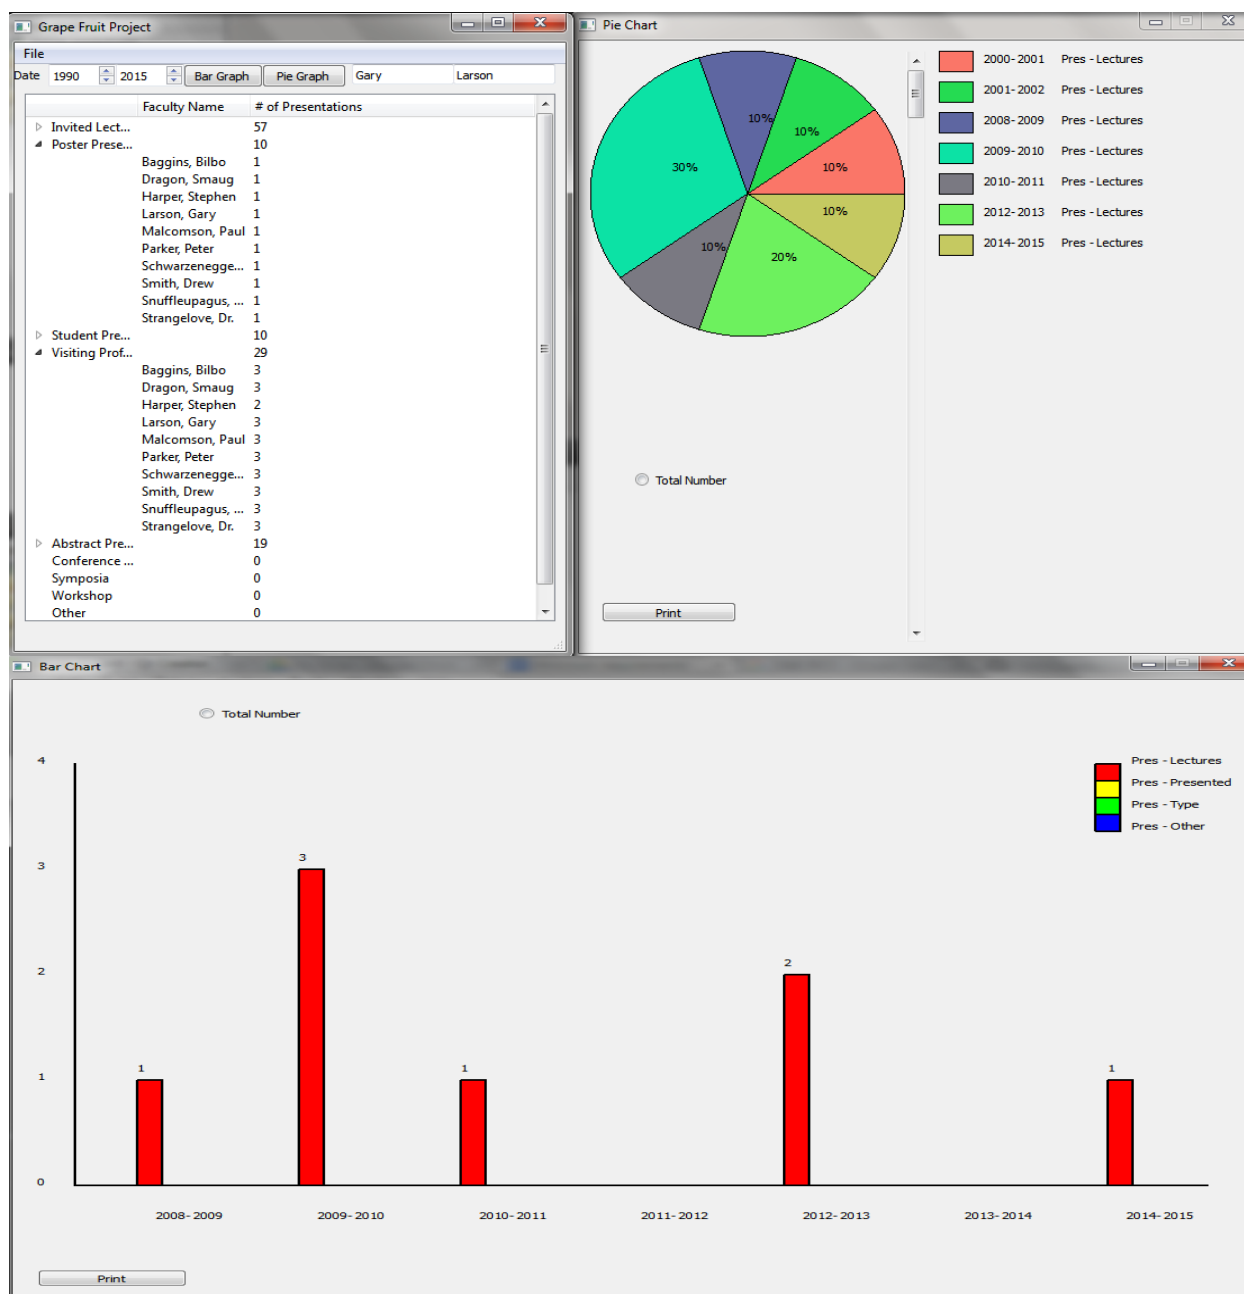 Grape Fruit Project
File
Date 1990 2015 Bar Graph Pie Graph Gary Larson
Faculty Name # of Presentations
Invited Lect... 57
Poster Prese... 10
Baggins, Bilbo 1
Dragon, Smaug 1
Harper, Stephen 1
Larson, Gary 1
Malcomson, Paul 1
Parker, Peter 1
Schwarzenegge... 1
Smith, Drew 1
Snuffleupagus, ... 1
Strangelove, Dr. 1
Student Pre... 10
Visiting Prof... 29
Baggins, Bilbo 3
Dragon, Smaug 3
Harper, Stephen 2
Larson, Gary 3
Malcomson, Paul 3
Parker, Peter 3
Schwarzenegge... 3
Smith, Drew 3
Snuffleupagus, ... 3
Strangelove, Dr. 3
Abstract Pre... 19
Conference ... 0
Symposia 0
Workshop 0
Other 0
Pie Chart
10%
10%
10%
30%
10%
10%
20%
2000-2001 Pres - Lectures
2001-2002 Pres - Lectures
2008-2009 Pres - Lectures
2009-2010 Pres - Lectures
2010-2011 Pres - Lectures
2012-2013 Pres - Lectures
2014-2015 Pres - Lectures
Total Number
Print
Bar Chart
Total Number
4
3
2
1
0
1
3
1
2
1
Pres - Lectures
Pres - Presented
Pres - Type
Pres - Other
2008-2009 2009-2010 2010-2011 2011-2012 2012-2013 2013-2014 2014-2015
Print